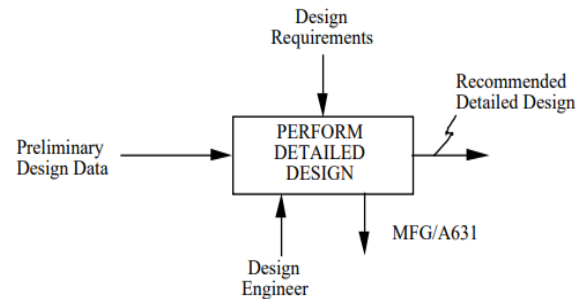 Design
Requirements
Recommended
Detailed Design
PERFORM
DETAILED
DESIGN
Preliminary
Design Data
MFG/A631
Design
Engineer